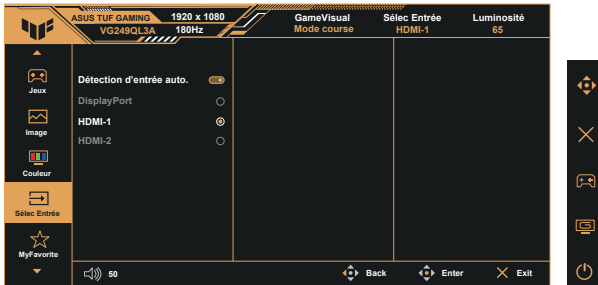 ASUS TUF GAMING 1920 x 1080
VG249QL3A 180Hz
GameVisual
Mode course
Sélec Entrée
HDMI-1
Luminosité
65
Jeux
Image
Couleur
Sélec Entrée
MyFavorite
Détection d'entrée auto.
DisplayPort
HDMI-1
HDMI-2
50
Back
Enter
Exit